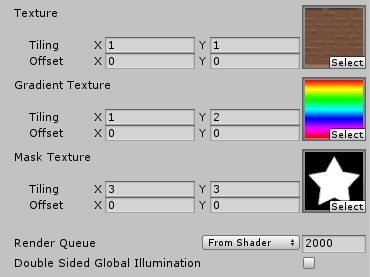 Texture
Tiling X 1 Y 1
Offset X 0 Y 0
Select
Gradient Texture
Tiling X 1 Y 2
Offset X 0 Y 0
Select
Mask Texture
Tiling X 3 Y 3
Offset X 0 Y 0
Select
Render Queue From Shader 2000
Double Sided Global Illumination